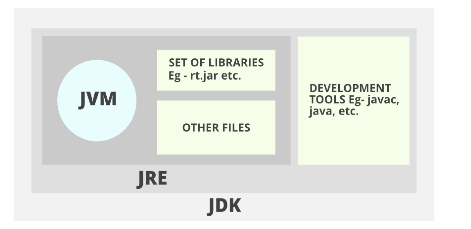 JVM
SET OF LIBRARIES
Eg - rt.jar etc.
OTHER FILES
DEVELOPMENT
TOOLS Eg- javac,
java, etc.
JRE
JDK